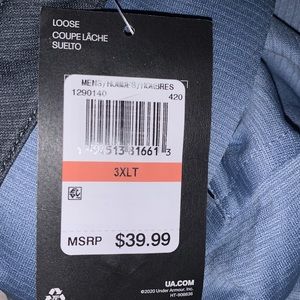 LOOSE
COUPE LÂCHE
SUELTO
MENS/HOMMES/HOMBRES
1290140 420
3XLT
MSRP $39.99
UA.COM
©2020 Under Armour, Inc.